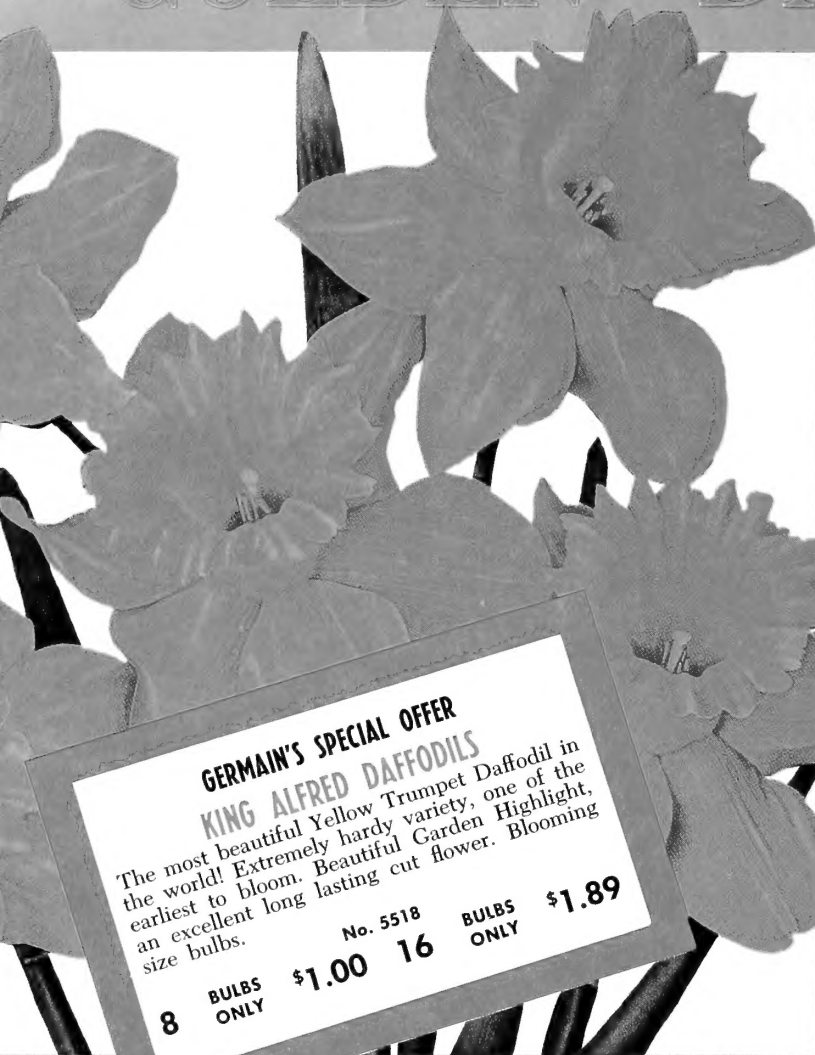 GOLDEN
GERMAIN'S SPECIAL OFFER
KING ALFRED DAFFODILS
The most beautiful Yellow Trumpet Daffodil in
the world! Extremely hardy variety, one of the
earliest to bloom. Beautiful Garden Highlight,
an excellent long lasting cut flower. Blooming
size bulbs.
No. 5518
8 BULBS ONLY $1.00 16 BULBS ONLY $1.89